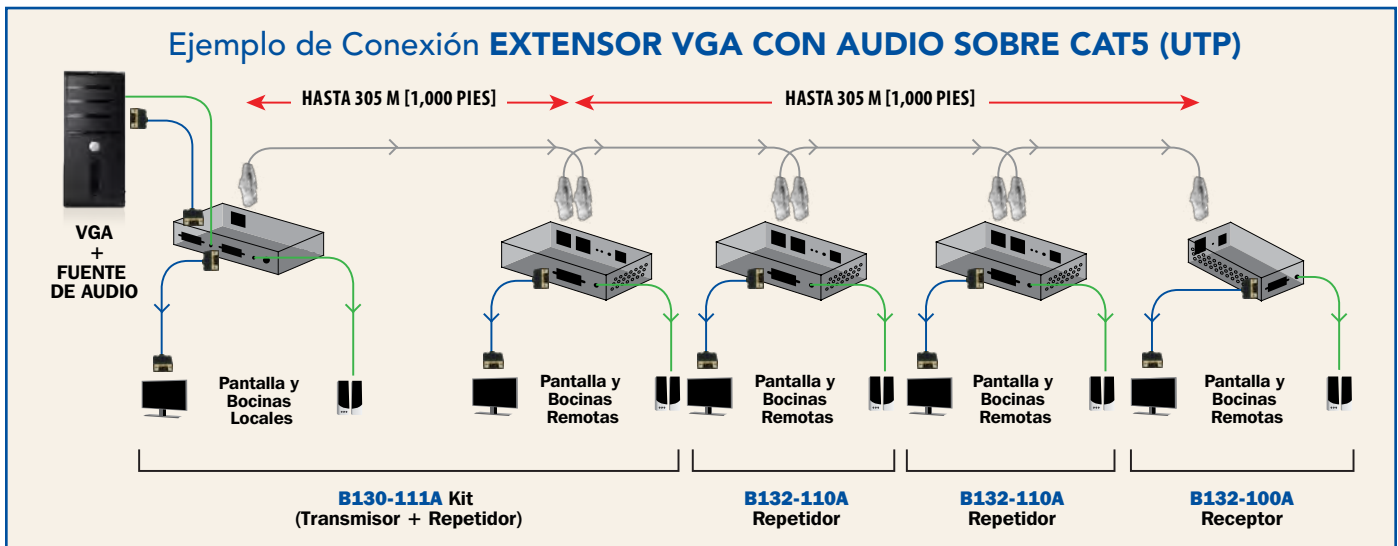 Ejemplo de Conexión EXTENSOR VGA CON AUDIO SOBRE CAT5 (UTP)
HASTA 305 M [1,000 PIES]
HASTA 305 M [1,000 PIES]
VGA
+
FUENTE
DE AUDIO
Pantalla y
Bocinas
Locales
Pantalla y
Bocinas
Remotas
Pantalla y
Bocinas
Remotas
Pantalla y
Bocinas
Remotas
Pantalla y
Bocinas
Remotas
B130-111A Kit
(Transmisor + Repetidor)
B132-110A
Repetidor
B132-110A
Repetidor
B132-100A
Receptor